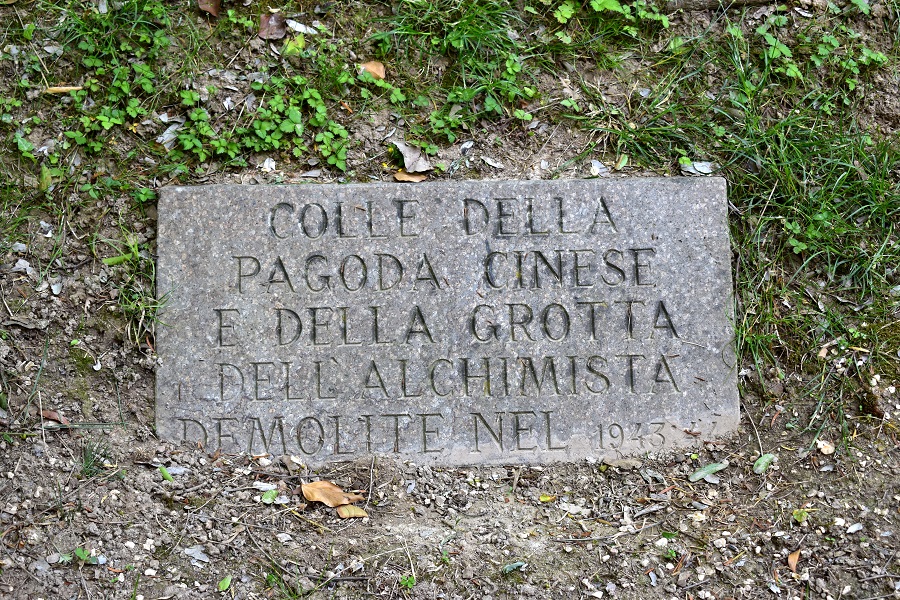 COLLE DELLA
PAGODA CINESE
E DELLA GROTTA
DELL'ALCHIMISTA
DEMOLITE NEL 1943